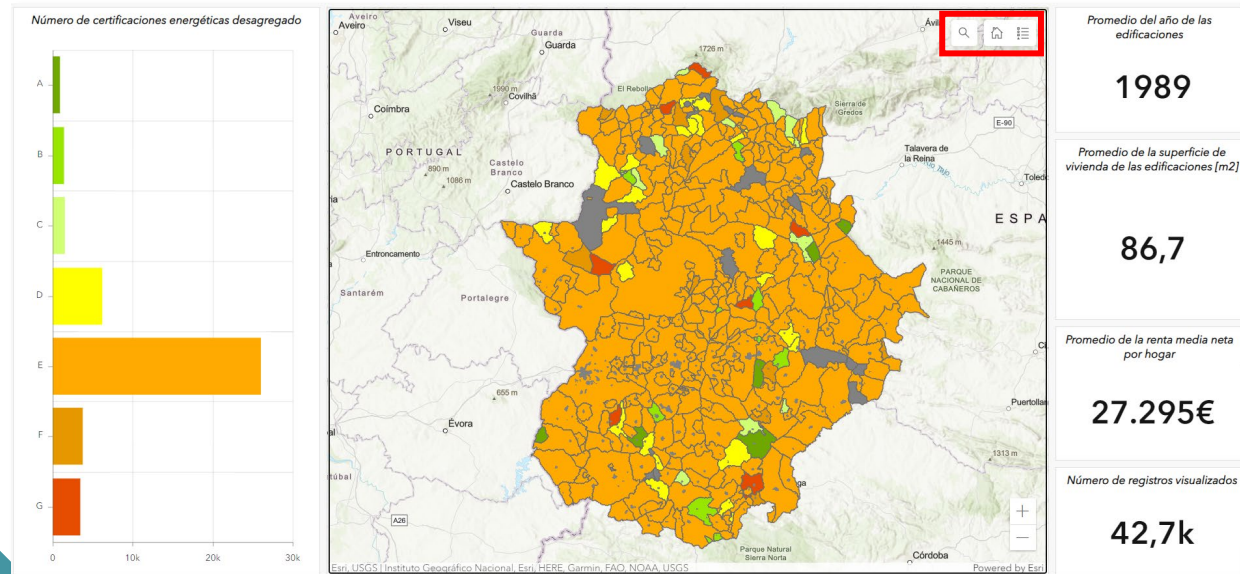 Número de certificaciones energéticas desagregado
A
B
C
D
E
F
G
0
10k
20k
30k
Aveiro
Aveiro
Viseu
Guarda
Guarda
1726 m
El Rebollar
Sierra de
Gredos
1990 m
Covilhã
Coimbra
E-90
PORTUGAL
Castelo
Branco
890 m
1086 m
Castelo Branco
Talavera de
la Reina
Río Tajo
ESPA
Entroncamento
1445 m
PARQUE
NACIONAL DE
CABAÑEROS
Santarém
Portalegre
655 m
Évora
Puertollan
1313 m
A26
Parque Natural
Sierra Norta
Córdoba
+
−
Esri, USGS | Instituto Geográfico Nacional, Esri, HERE, Garmin, FAO, NOAA, USGS
Powered by Esri
Promedio del año de las
edificaciones
1989
Promedio de la superficie de
vivienda de las edificaciones [m2]
86,7
Promedio de la renta media neta
por hogar
27.295€
Número de registros visualizados
42,7k